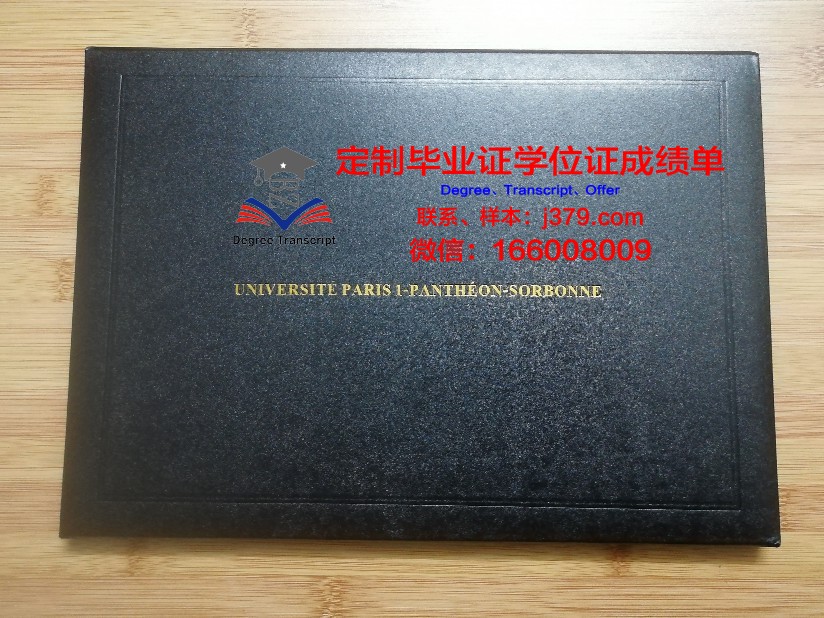 定制毕业证学位证成绩单
Degree、Transcript、Offer
联系、样本：j379.com
微信：166008009
Degree Transcript
UNIVERSITE PARIS 1-PANTHÉON-SORBONNE